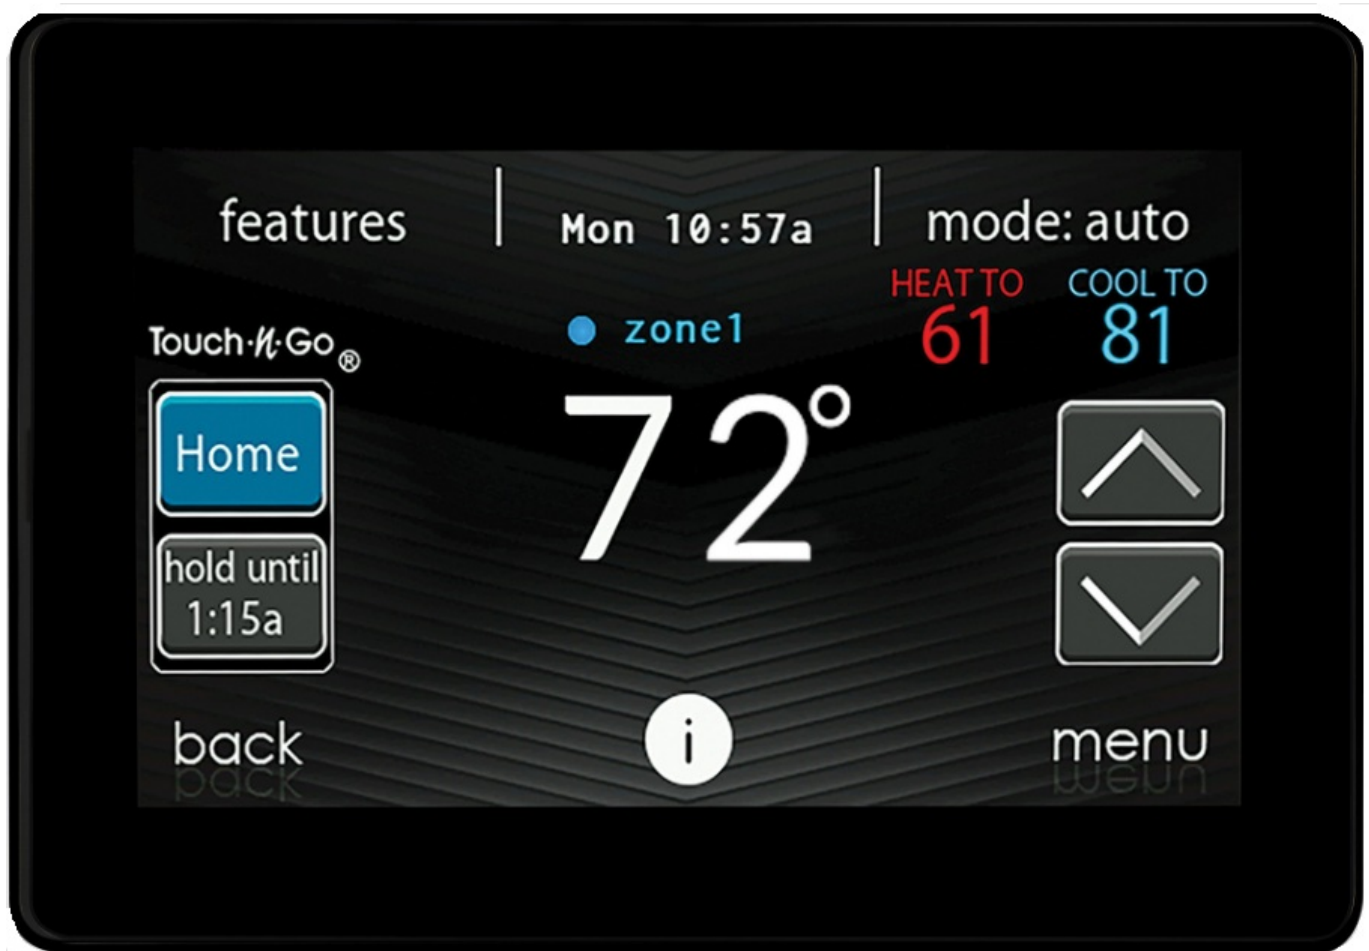 features
Mon 10:57a
mode: auto
HEAT TO
COOL TO
61
81
zone1
Touch·N·Go®
72°
Home
hold until
1:15a
back
i
menu